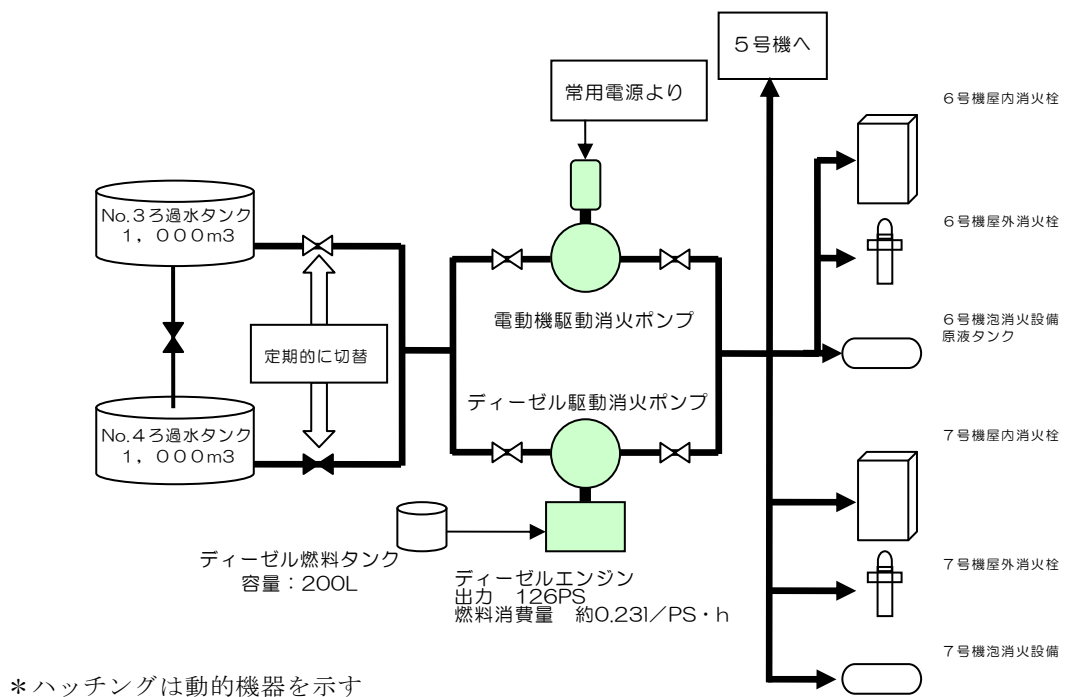 ５号機へ
常用電源より
６号機屋内消火栓
No.３ろ過水タンク
１，０００m3
６号機屋外消火栓
電動機駆動消火ポンプ
６号機泡消火設備
原液タンク
定期的に切替
ディーゼル駆動消火ポンプ
No.４ろ過水タンク
１，０００m3
７号機屋内消火栓
ディーゼル燃料タンク
容量：200L
ディーゼルエンジン
出力　126PS
燃料消費量　約0.23l／PS・h
７号機屋外消火栓
７号機泡消火設備
＊ハッチングは動的機器を示す